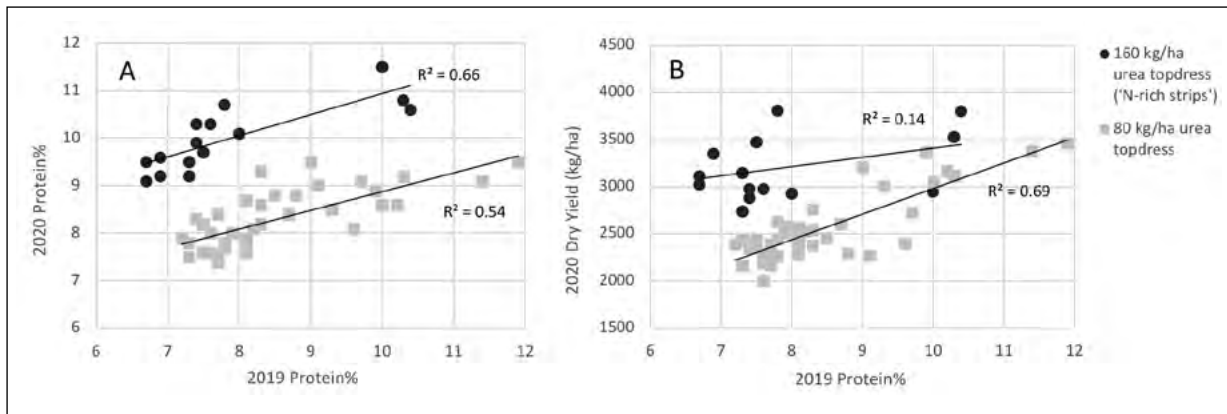 A
12
11
10
9
8
7
6
6
7
8
9
10
11
12
2020 Protein%
2019 Protein%
R² = 0.66
R² = 0.54
B
4500
4000
3500
3000
2500
2000
1500
6
7
8
9
10
11
12
2020 Dry Yield (kg/ha)
2019 Protein%
R² = 0.14
R² = 0.69
160 kg/ha
urea topdress
('N-rich strips')
80 kg/ha urea
topdress